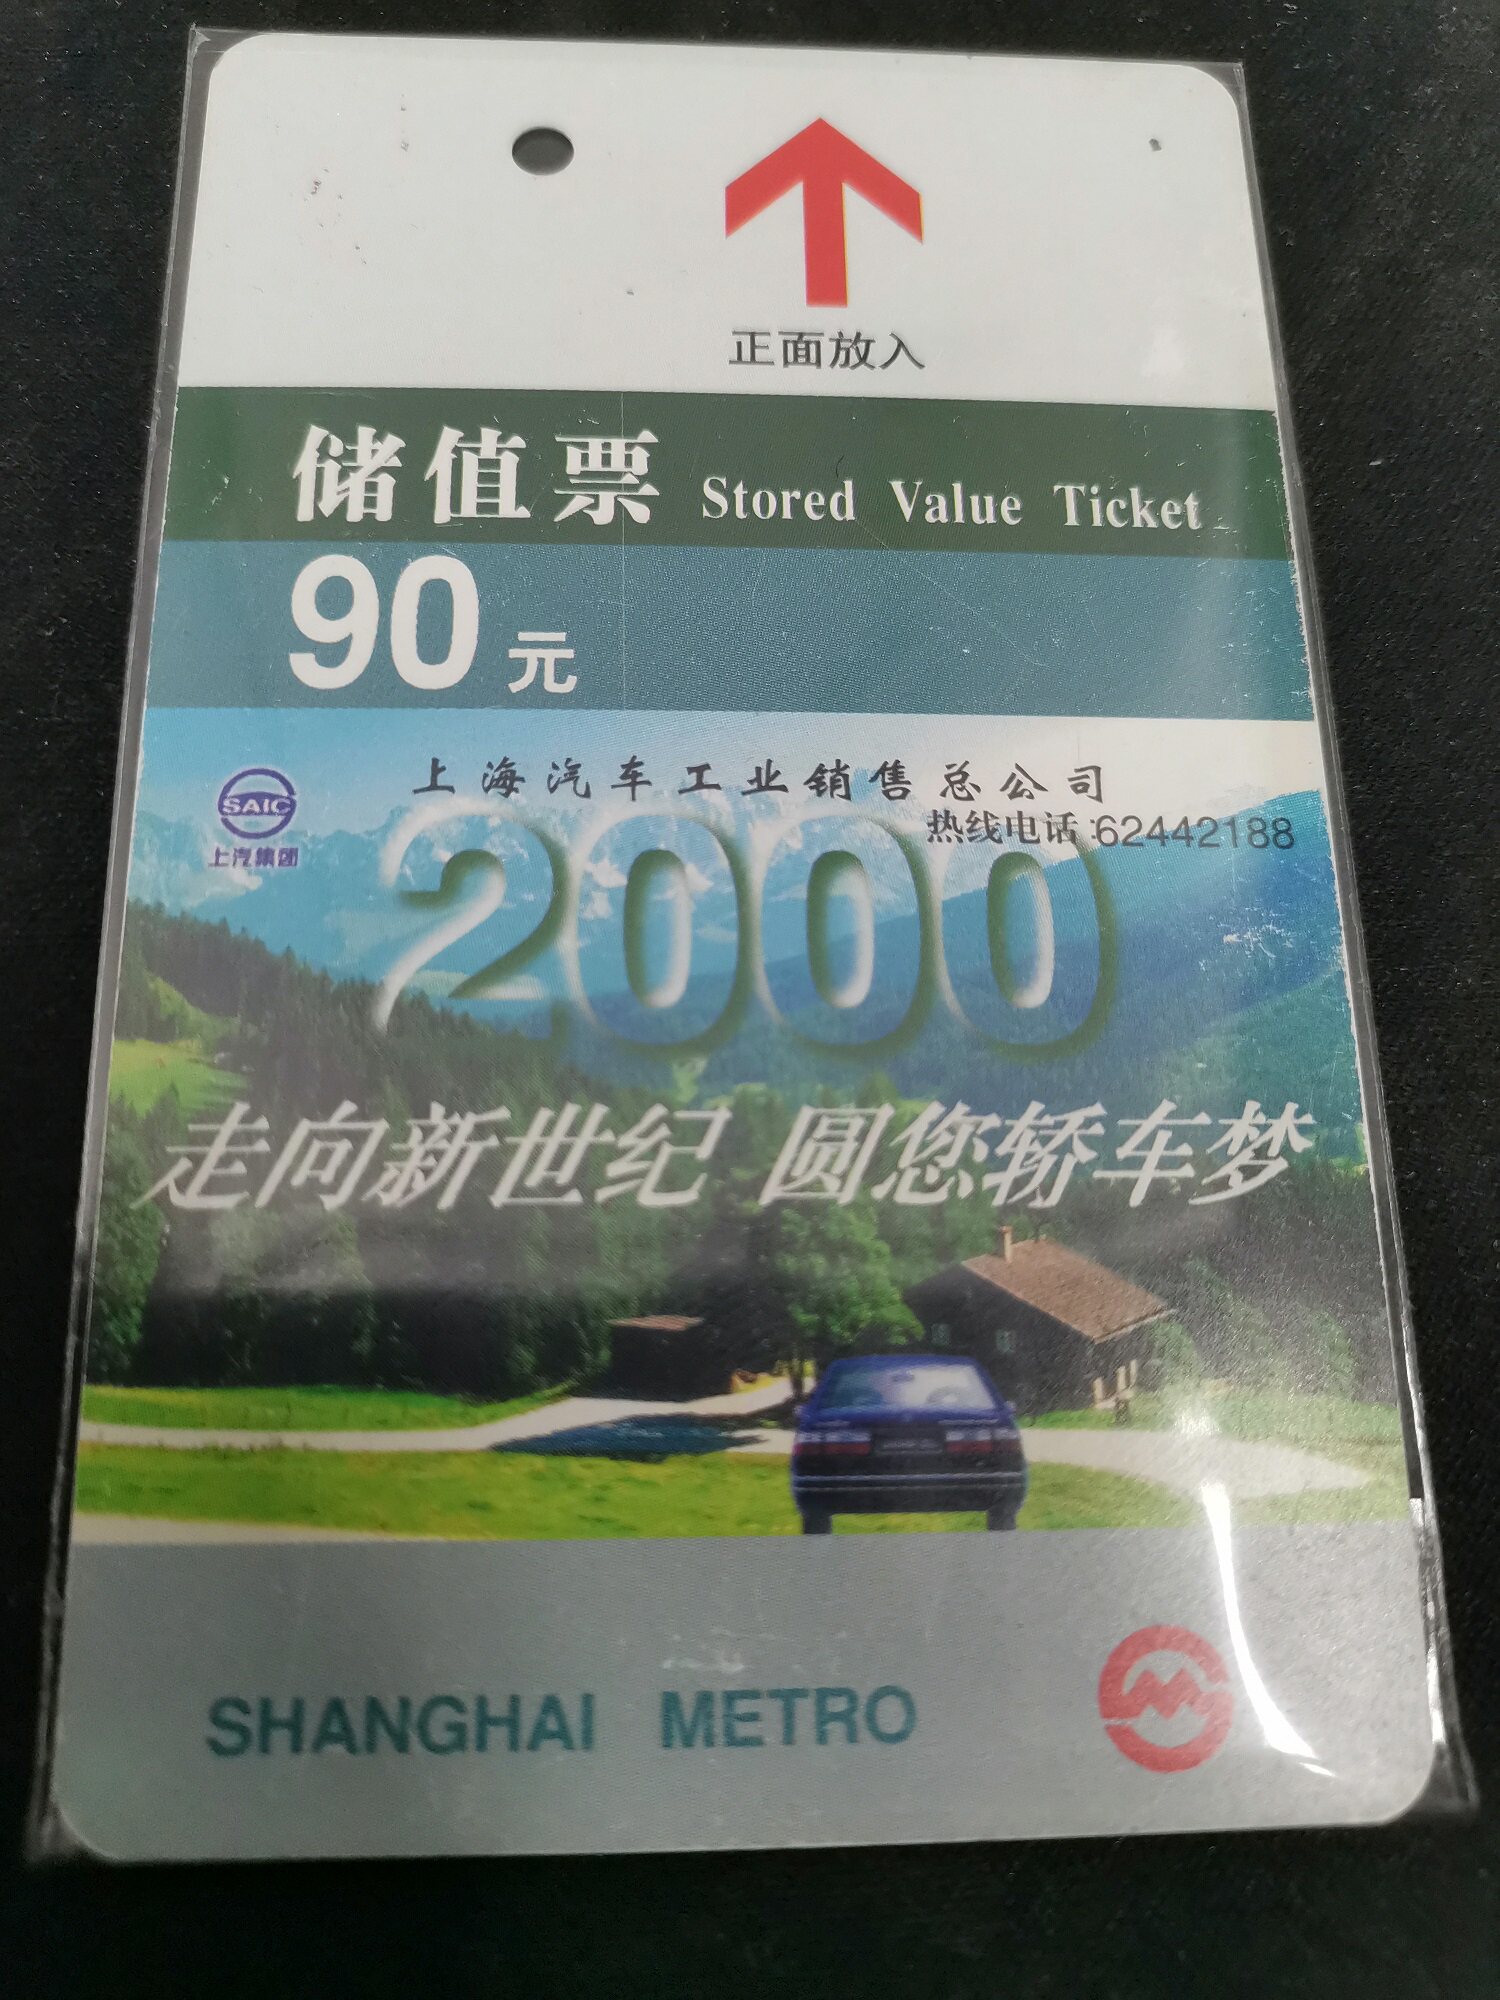 正面放入
储值票 Stored Value Ticket
90元
上海汽车工业销售总公司
SAIC
上汽集团
热线电话:62442188
2000
走向新世纪 圆您轿车梦
SHANGHAI METRO